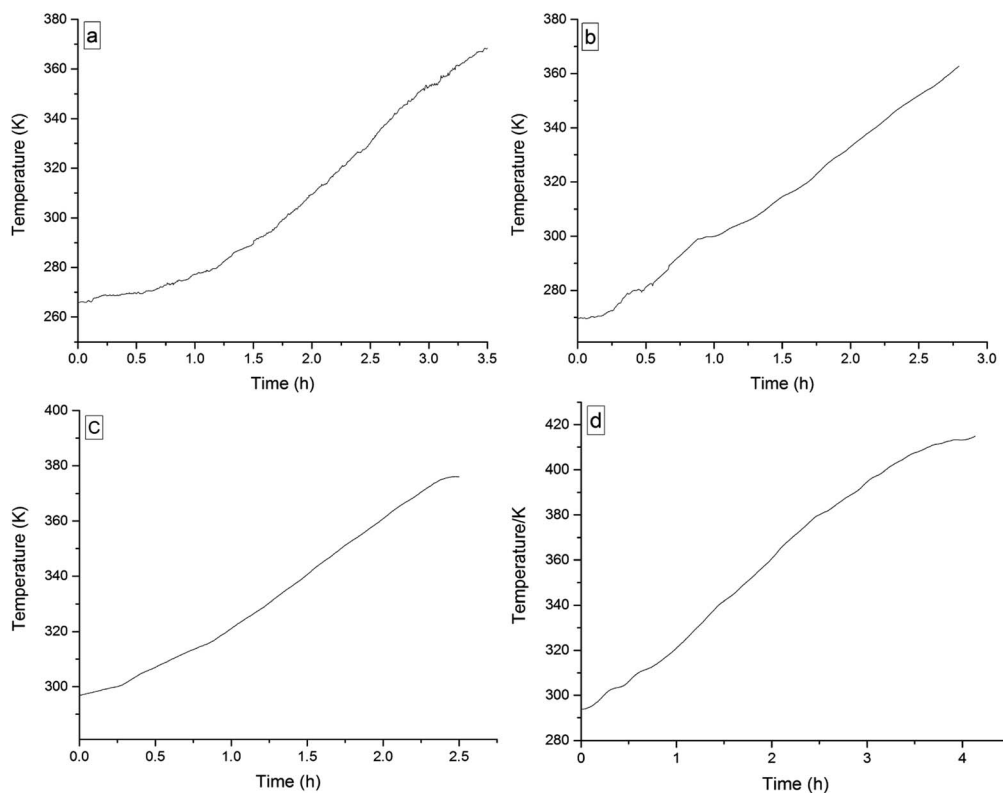 a
380
360
340
320
300
280
260
Temperature (K)
0.0 0.5 1.0 1.5 2.0 2.5 3.0 3.5
Time (h)
b
380
360
340
320
300
280
Temperature (K)
0.0 0.5 1.0 1.5 2.0 2.5 3.0
Time (h)
c
400
380
360
340
320
300
Temperature (K)
0.0 0.5 1.0 1.5 2.0 2.5
Time (h)
d
420
400
380
360
340
320
300
280
Temperature/K
0 1 2 3 4
Time (h)